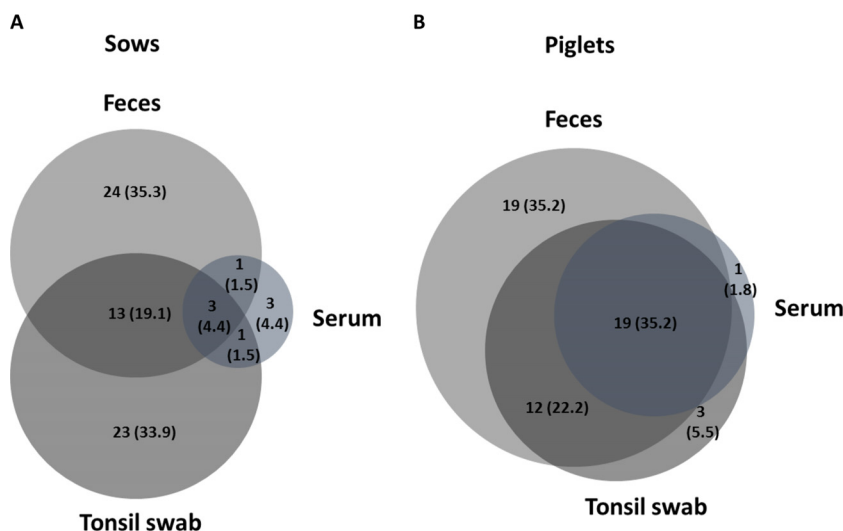 A
Sows
Feces
24 (35.3)
1
(1.5)
13 (19.1)
3
(4.4)
3
(4.4)
1
(1.5)
Serum
23 (33.9)
Tonsil swab
B
Piglets
Feces
19 (35.2)
1
(1.8)
Serum
19 (35.2)
12 (22.2)
3
(5.5)
Tonsil swab